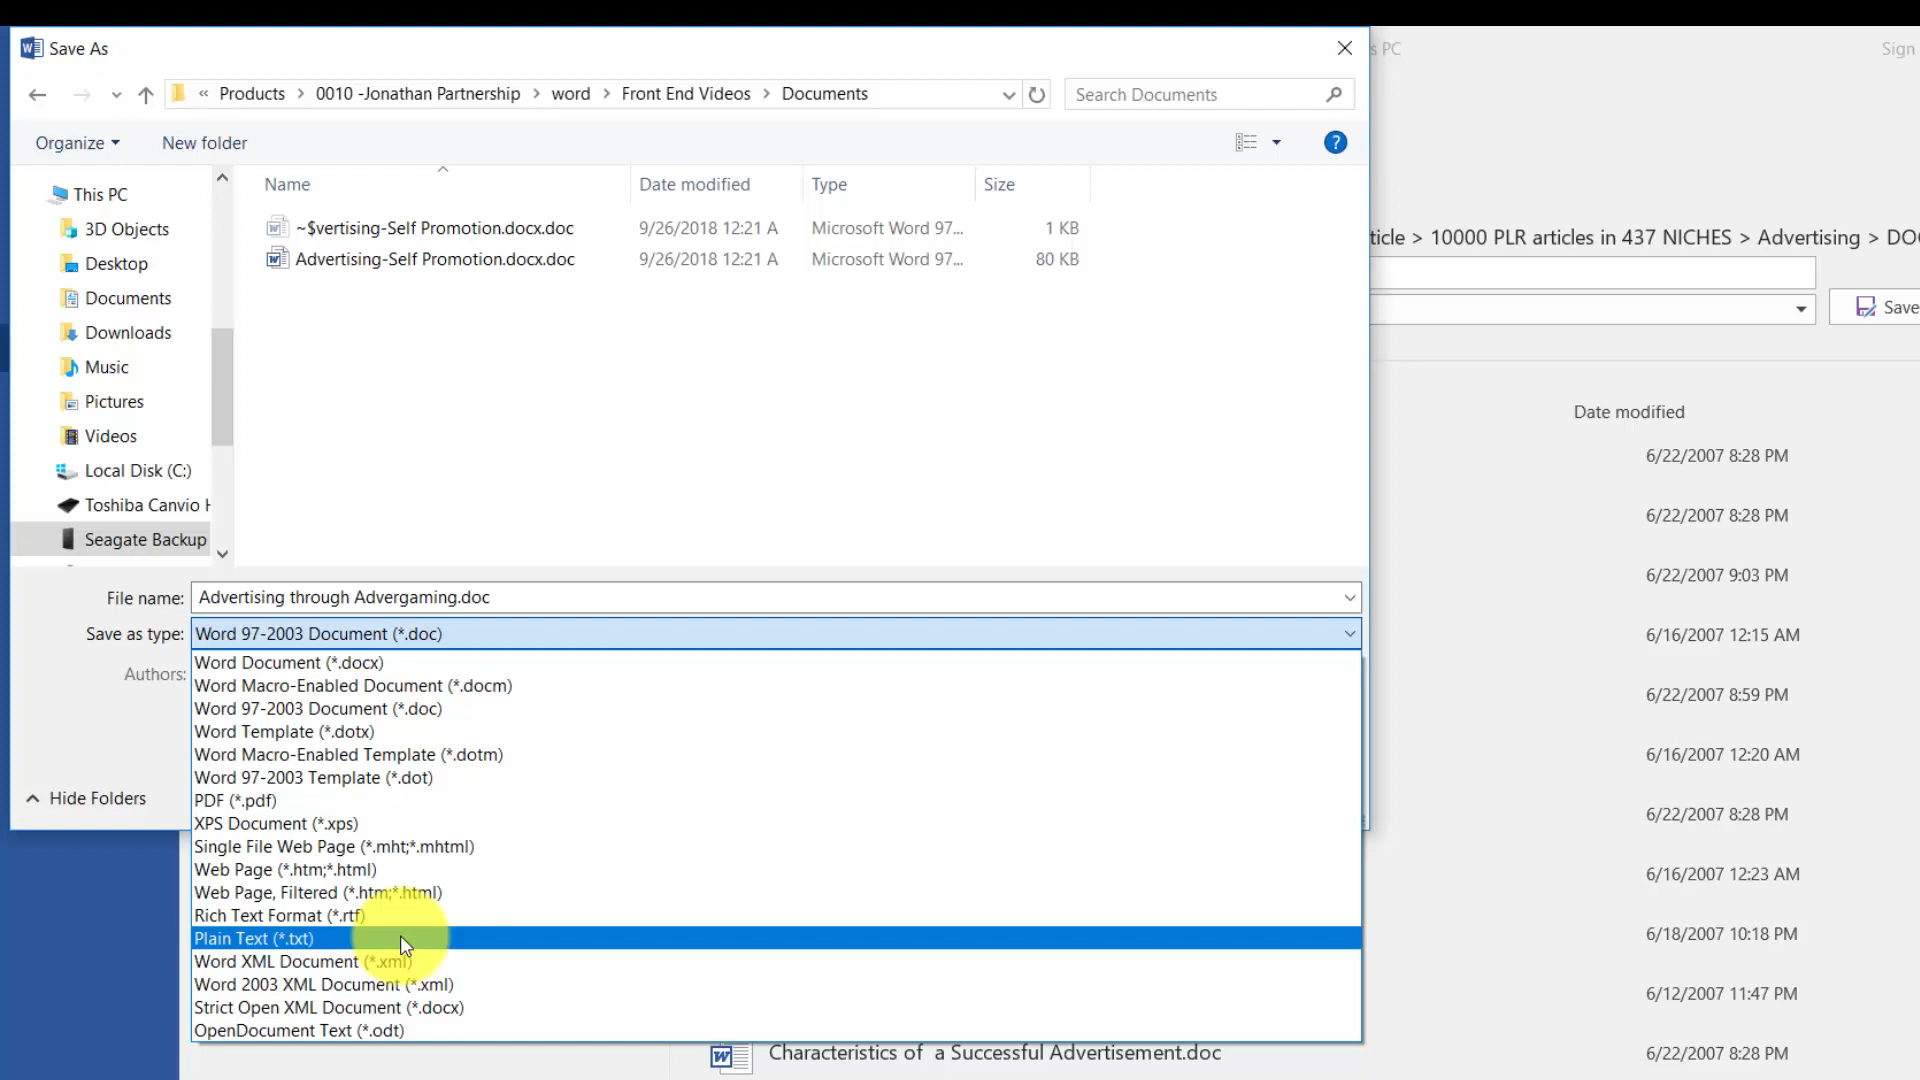 Save As
s PC
Sign
« Products > 0010 -Jonathan Partnership > word > Front End Videos > Documents
Search Documents
Organize
New folder
?
Name
Date modified
Type
Size
This PC
3D Objects
Desktop
Documents
Downloads
Music
Pictures
Videos
Local Disk (C:)
Toshiba Canvio H
Seagate Backup
~$vertising-Self Promotion.docx.doc 9/26/2018 12:21 A Microsoft Word 97... 1 KB
Advertising-Self Promotion.docx.doc 9/26/2018 12:21 A Microsoft Word 97... 80 KB
ticle > 10000 PLR articles in 437 NICHES > Advertising > DO
Save
File name: Advertising through Advergaming.doc
Save as type: Word 97-2003 Document (*.doc)
Authors:
Word Document (*.docx)
Word Macro-Enabled Document (*.docm)
Word 97-2003 Document (*.doc)
Word Template (*.dotx)
Word Macro-Enabled Template (*.dotm)
Word 97-2003 Template (*.dot)
PDF (*.pdf)
XPS Document (*.xps)
Single File Web Page (*.mht;*.mhtml)
Web Page (*.htm;*.html)
Web Page, Filtered (*.htm;*.html)
Rich Text Format (*.rtf)
Plain Text (*.txt)
Word XML Document (*.xml)
Word 2003 XML Document (*.xml)
Strict Open XML Document (*.docx)
OpenDocument Text (*.odt)
Hide Folders
Date modified
6/22/2007 8:28 PM
6/22/2007 8:28 PM
6/22/2007 9:03 PM
6/16/2007 12:15 AM
6/22/2007 8:59 PM
6/16/2007 12:20 AM
6/22/2007 8:28 PM
6/16/2007 12:23 AM
6/18/2007 10:18 PM
6/12/2007 11:47 PM
Characteristics of a Successful Advertisement.doc
6/22/2007 8:28 PM